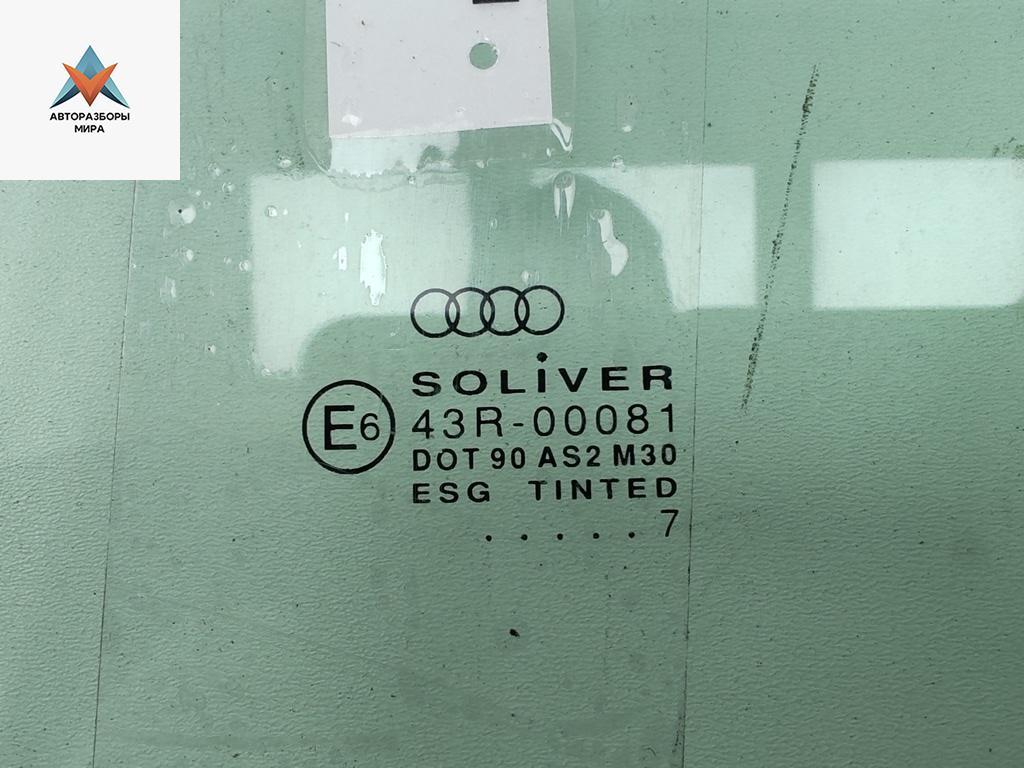 АВТОРАЗБОРЫ
МИРА
SOLiVER
E6 43R-00081
DOT 90 AS2 M30
ESG TINTED
. . . . . 7